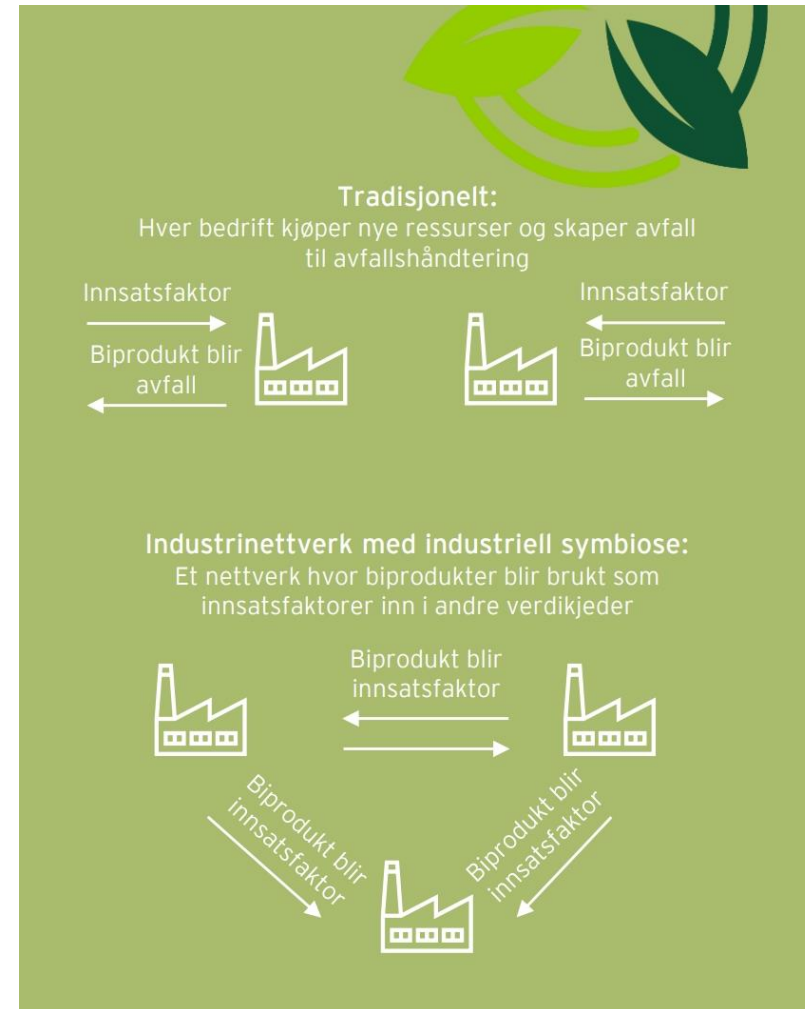 Tradisjonelt:
Hver bedrift kjøper nye ressurser og skaper avfall
til avfallshåndtering
Innsatsfaktor
Biprodukt blir
avfall
Innsatsfaktor
Biprodukt blir
avfall
Industrinettverk med industriell symbiose:
Et nettverk hvor biprodukter blir brukt som
innsatsfaktorer inn i andre verdikjeder
Biprodukt blir
innsatsfaktor
Biprodukt blir
innsatsfaktor
Biprodukt blir
innsatsfaktor